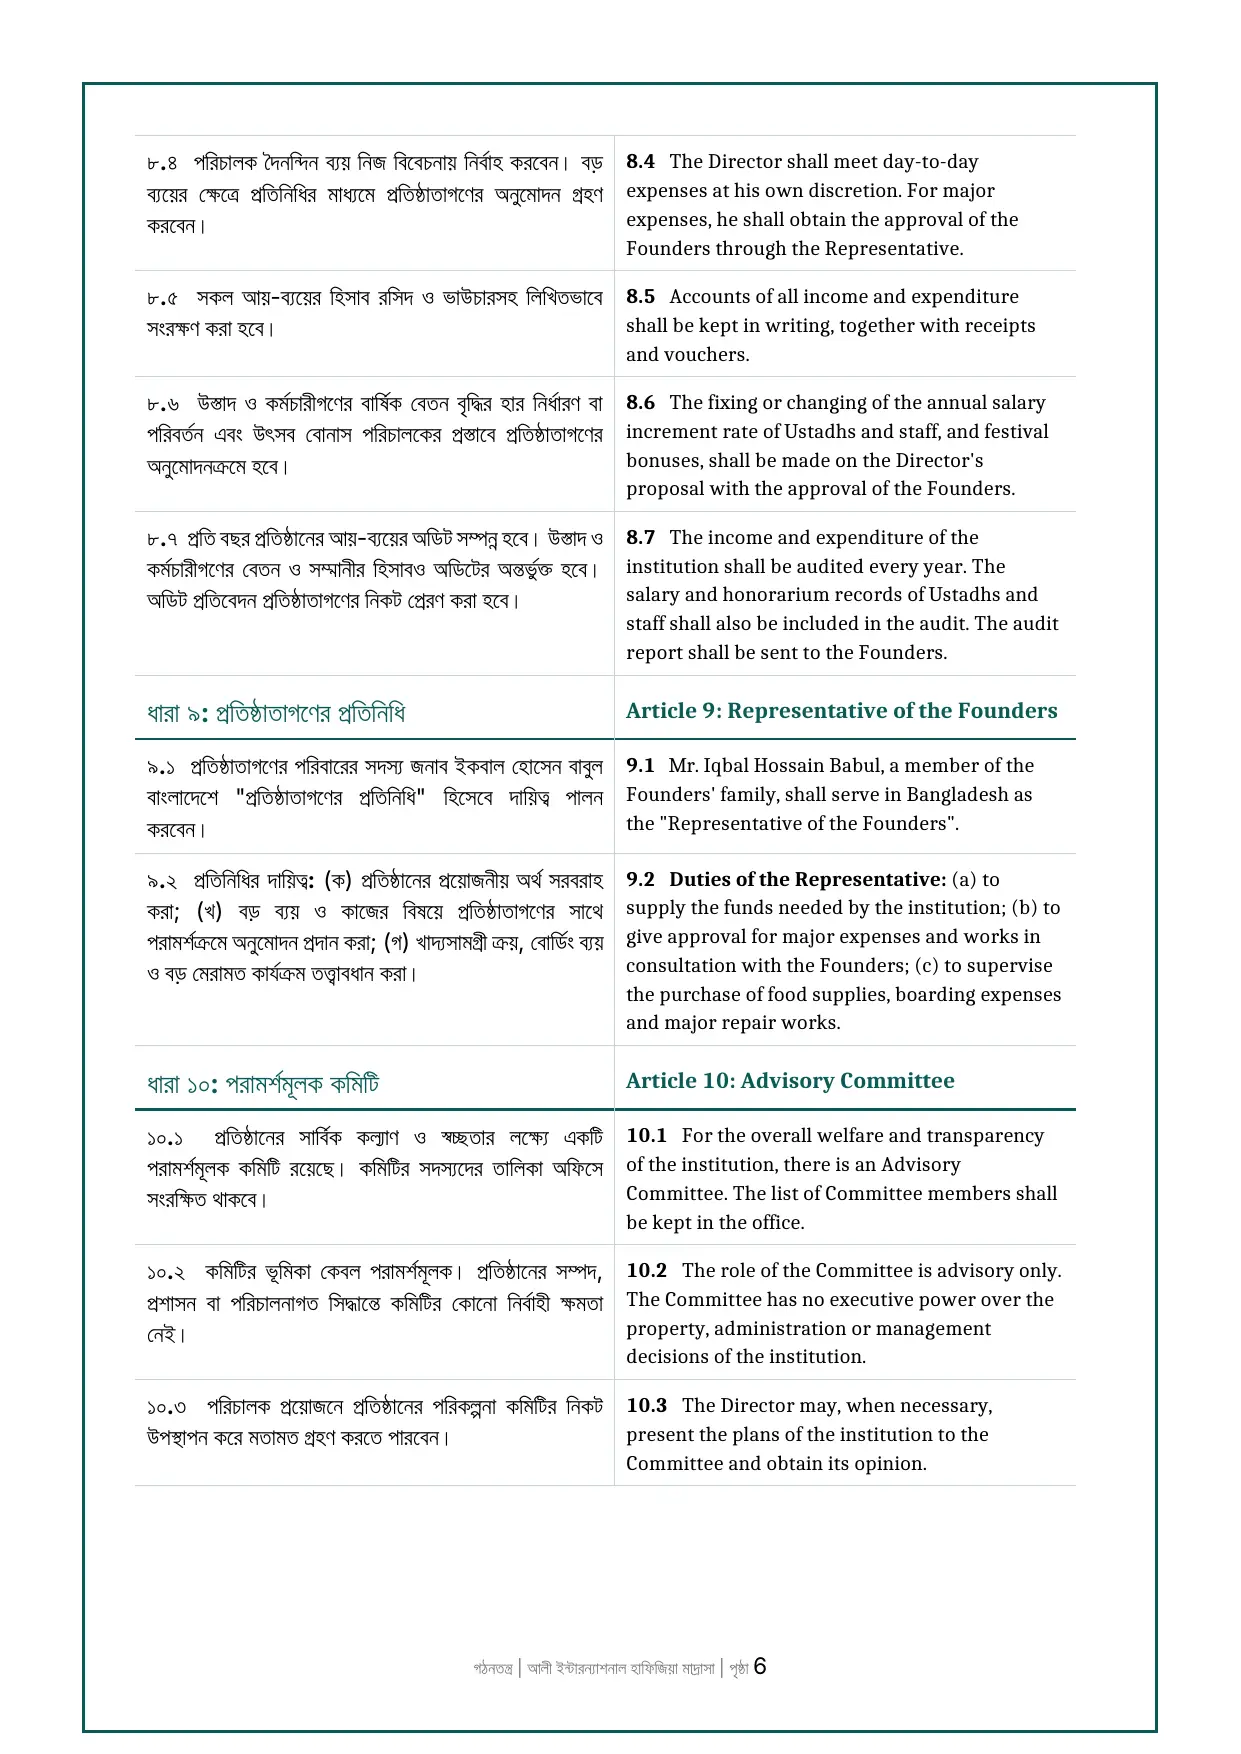 ৮.৪ পরিচালক দৈনন্দিন ব্যয় নিজ বিবেচনায় নির্বাহ করবেন। বড়
ব্যয়ের ক্ষেত্রে প্রতিনিধির মাধ্যমে প্রতিষ্ঠাতাগণের অনুমোদন গ্রহণ
করবেন।
8.4 The Director shall meet day-to-day
expenses at his own discretion. For major
expenses, he shall obtain the approval of the
Founders through the Representative.
৮.৫ সকল আয়-ব্যয়ের হিসাব রসিদ ও ভাউচারসহ লিখিতভাবে
সংরক্ষণ করা হবে।
8.5 Accounts of all income and expenditure
shall be kept in writing, together with receipts
and vouchers.
৮.৬ উস্তাদ ও কর্মচারীগণের বার্ষিক বেতন বৃদ্ধির হার নির্ধারণ বা
পরিবর্তন এবং উৎসব বোনাস পরিচালকের প্রস্তাবে প্রতিষ্ঠাতাগণের
অনুমোদনক্রমে হবে।
8.6 The fixing or changing of the annual salary
increment rate of Ustadhs and staff, and festival
bonuses, shall be made on the Director's
proposal with the approval of the Founders.
৮.৭ প্রতি বছর প্রতিষ্ঠানের আয়-ব্যয়ের অডিট সম্পন্ন হবে। উস্তাদ ও
কর্মচারীগণের বেতন ও সম্মানীর হিসাবও অডিটের অন্তর্ভুক্ত হবে।
অডিট প্রতিবেদন প্রতিষ্ঠাতাগণের নিকট প্রেরণ করা হবে।
8.7 The income and expenditure of the
institution shall be audited every year. The
salary and honorarium records of Ustadhs and
staff shall also be included in the audit. The audit
report shall be sent to the Founders.
ধারা ৯: প্রতিষ্ঠাতাগণের প্রতিনিধি
Article 9: Representative of the Founders
৯.১ প্রতিষ্ঠাতাগণের পরিবারের সদস্য জনাব ইকবাল হোসেন বাবুল
বাংলাদেশে "প্রতিষ্ঠাতাগণের প্রতিনিধি" হিসেবে দায়িত্ব পালন
করবেন।
9.1 Mr. Iqbal Hossain Babul, a member of the
Founders' family, shall serve in Bangladesh as
the "Representative of the Founders".
৯.২ প্রতিনিধির দায়িত্ব: (ক) প্রতিষ্ঠানের প্রয়োজনীয় অর্থ সরবরাহ
করা; (খ) বড় ব্যয় ও কাজের বিষয়ে প্রতিষ্ঠাতাগণের সাথে
পরামর্শক্রমে অনুমোদন প্রদান করা; (গ) খাদ্যসামগ্রী ক্রয়, বোর্ডিং ব্যয়
ও বড় মেরামত কার্যক্রম তত্ত্বাবধান করা।
9.2 Duties of the Representative: (a) to
supply the funds needed by the institution; (b) to
give approval for major expenses and works in
consultation with the Founders; (c) to supervise
the purchase of food supplies, boarding expenses
and major repair works.
ধারা ১০: পরামর্শমূলক কমিটি
Article 10: Advisory Committee
১০.১ প্রতিষ্ঠানের সার্বিক কল্যাণ ও স্বচ্ছতার লক্ষ্যে একটি
পরামর্শমূলক কমিটি রয়েছে। কমিটির সদস্যদের তালিকা অফিসে
সংরক্ষিত থাকবে।
10.1 For the overall welfare and transparency
of the institution, there is an Advisory
Committee. The list of Committee members shall
be kept in the office.
১০.২ কমিটির ভূমিকা কেবল পরামর্শমূলক। প্রতিষ্ঠানের সম্পদ,
প্রশাসন বা পরিচালনাগত সিদ্ধান্তে কমিটির কোনো নির্বাহী ক্ষমতা
নেই।
10.2 The role of the Committee is advisory only.
The Committee has no executive power over the
property, administration or management
decisions of the institution.
১০.৩ পরিচালক প্রয়োজনে প্রতিষ্ঠানের পরিকল্পনা কমিটির নিকট
উপস্থাপন করে মতামত গ্রহণ করতে পারবেন।
10.3 The Director may, when necessary,
present the plans of the institution to the
Committee and obtain its opinion.
গঠনতন্ত্র | আলী ইন্টারন্যাশনাল হাফিজিয়া মাদ্রাসা | পৃষ্ঠা 6